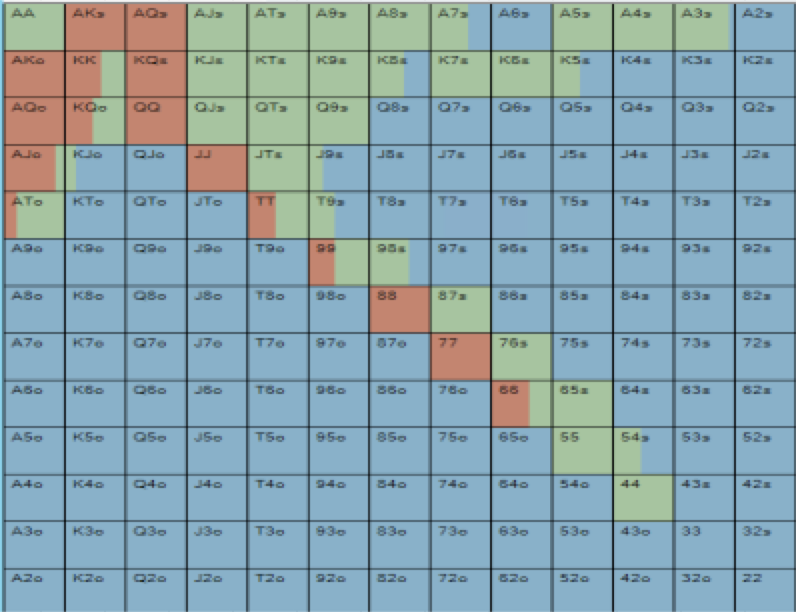 AA AKs AQs AJs ATs A9s A8s A7s A6s A5s A4s A3s A2s
AKo KK KQs KJs KTs K9s K8s K7s K6s K5s K4s K3s K2s
AQo KQo QQ QJs QTs Q9s Q8s Q7s Q6s Q5s Q4s Q3s Q2s
AJo KJo QJo JJ JTs J9s J8s J7s J6s J5s J4s J3s J2s
ATo KTo QTo JTo TT T9s T8s T7s T6s T5s T4s T3s T2s
A9o K9o Q9o J9o T9o 99 98s 97s 96s 95s 94s 93s 92s
A8o K8o Q8o J8o T8o 98o 88 87s 86s 85s 84s 83s 82s
A7o K7o Q7o J7o T7o 97o 87o 77 76s 75s 74s 73s 72s
A6o K6o Q6o J6o T6o 96o 86o 76o 66 65s 64s 63s 62s
A5o K5o Q5o J5o T5o 95o 85o 75o 65o 55 54s 53s 52s
A4o K4o Q4o J4o T4o 94o 84o 74o 64o 54o 44 43s 42s
A3o K3o Q3o J3o T3o 93o 83o 73o 63o 53o 43o 33 32s
A2o K2o Q2o J2o T2o 92o 82o 72o 62o 52o 42o 32o 22